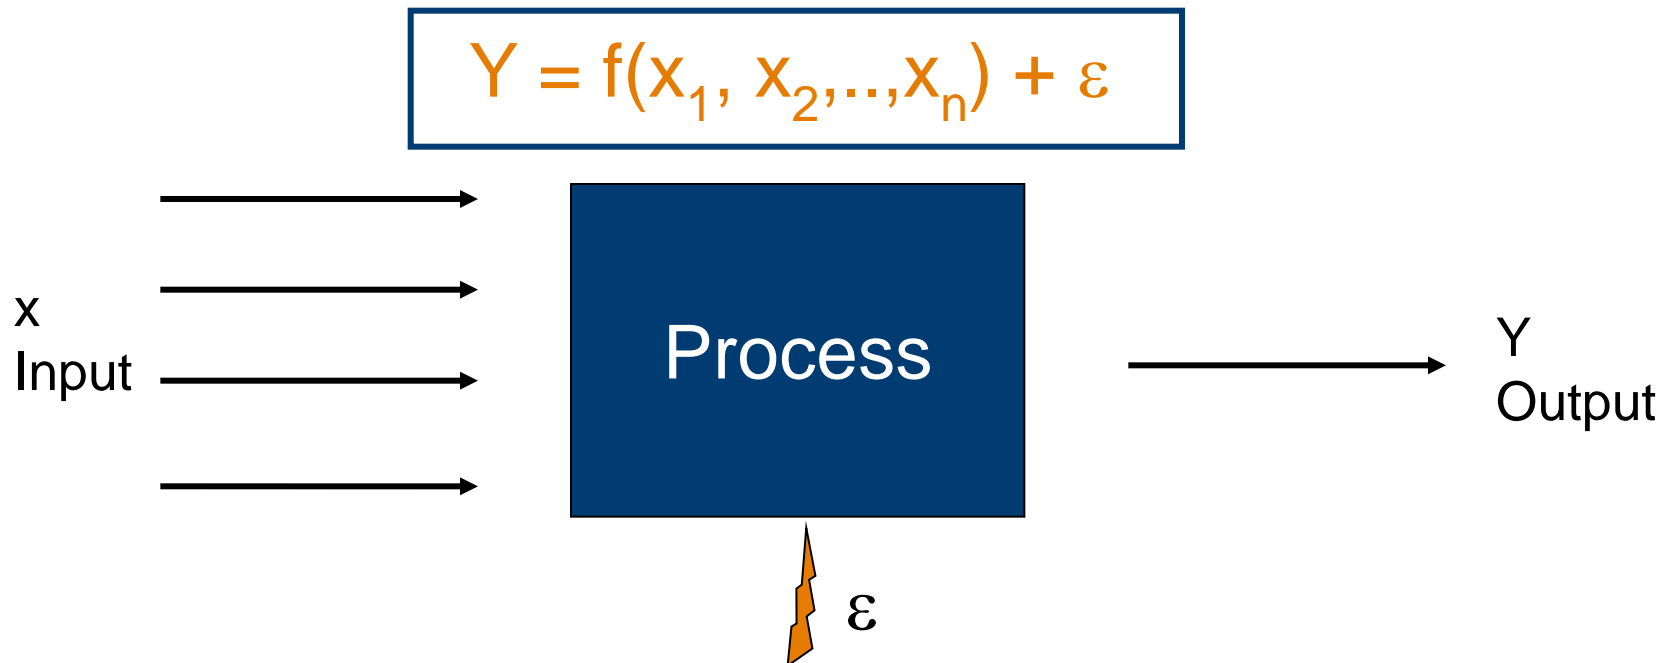 Y = f(x₁, x₂,..,xₙ) + ε
x
Input
Process
Y
Output
ε